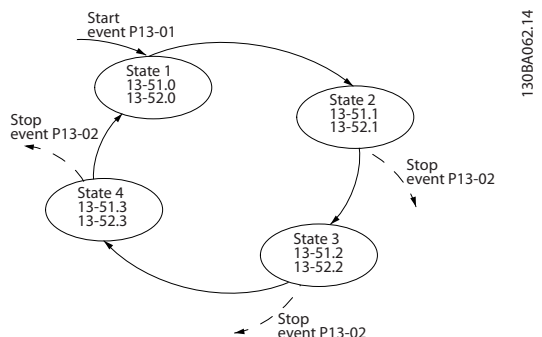 Start
event P13-01
State 1
13-51.0
13-52.0
State 2
13-51.1
13-52.1
Stop
event P13-02
State 3
13-51.2
13-52.2
Stop
event P13-02
State 4
13-51.3
13-52.3
Stop
event P13-02
130BA062.14